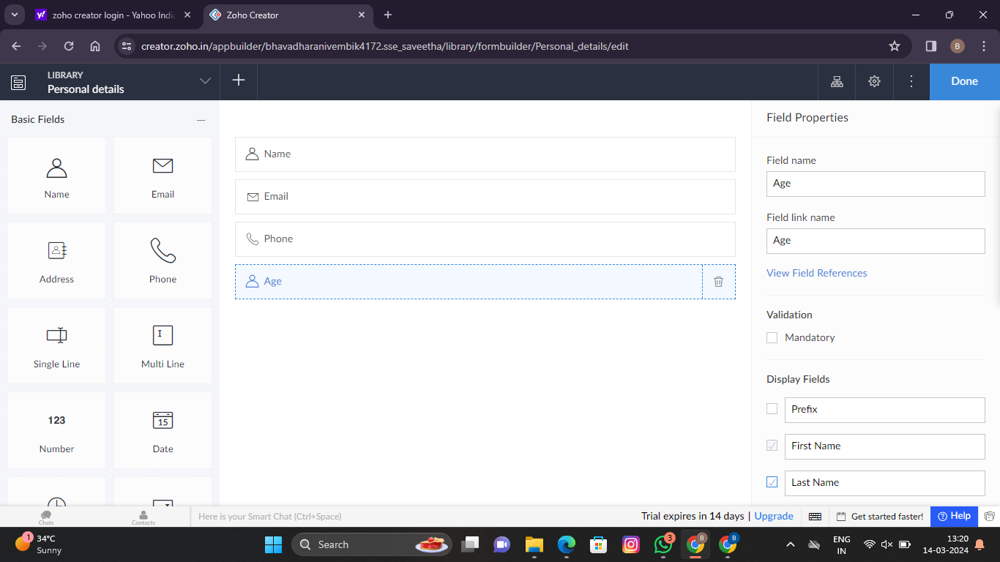 zoho creator login - Yahoo Indi
Zoho Creator
creator.zoho.in/appbuilder/bhavadharanivembik4172.sse_saveetha/library/formbuilder/Personal_details/edit
B
LIBRARY
Personal details
Done
Basic Fields
Name
Email
Address
Phone
Single Line
Multi Line
123
15
Number
Date
Name
Email
Phone
Age
Field Properties
Field name
Age
Field link name
Age
View Field References
Validation
Mandatory
Display Fields
Prefix
First Name
Last Name
Chats
Contacts
Here is your Smart Chat (Ctrl+Space)
Trial expires in 14 days | Upgrade
Get started faster!
Help
1
34°C
Sunny
Search
3
B
B
ENG
IN
13:20
14-03-2024